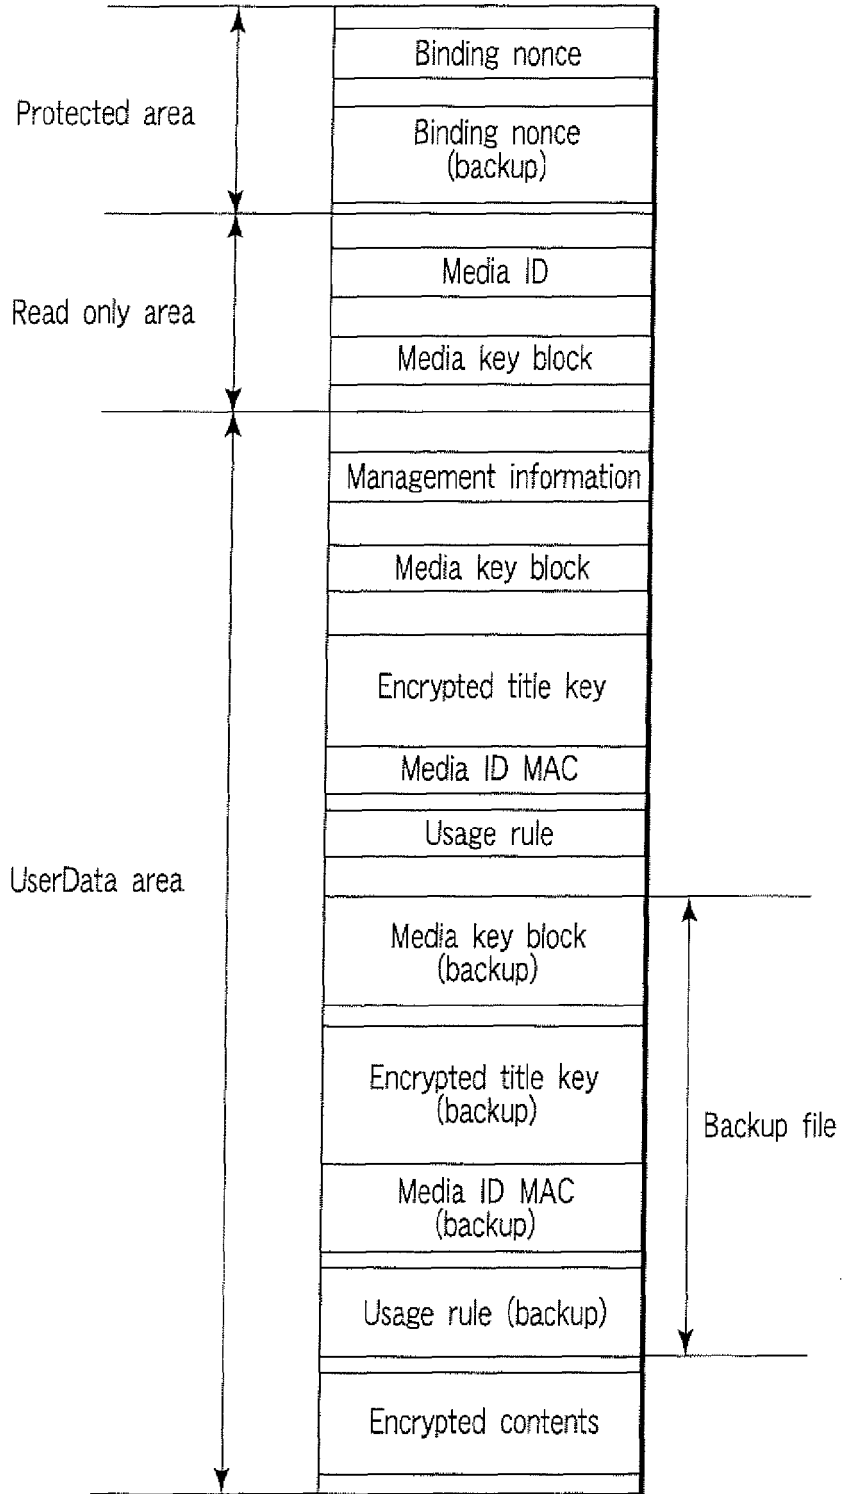 Binding nonce
Protected area
Binding nonce
(backup)
Media ID
Read only area
Media key block
Management information
Media key block
Encrypted title key
Media ID MAC
Usage rule
UserData area
Media key block
(backup)
Encrypted title key
(backup)
Backup file
Media ID MAC
(backup)
Usage rule (backup)
Encrypted contents